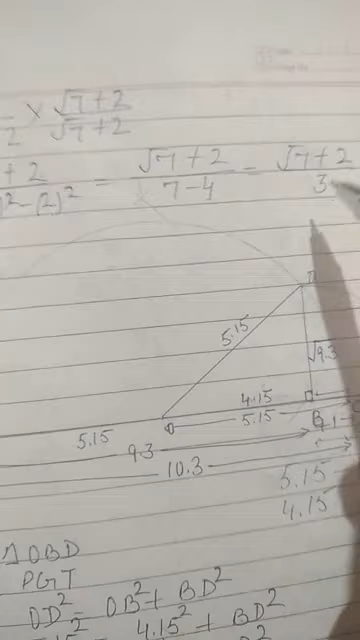 /2 × √7 + 2 / √7 + 2
+ 2 / )² − (2)² = √7 + 2 / 7 − 4 = √7 + 2 / 3
D
5.15
√9.3
4.15
5.15
O
B
1
5.15
9.3
10.3
5.15
4.15
OBD
PGT
OD² = OB² + BD²
15² 4.15² + BD²